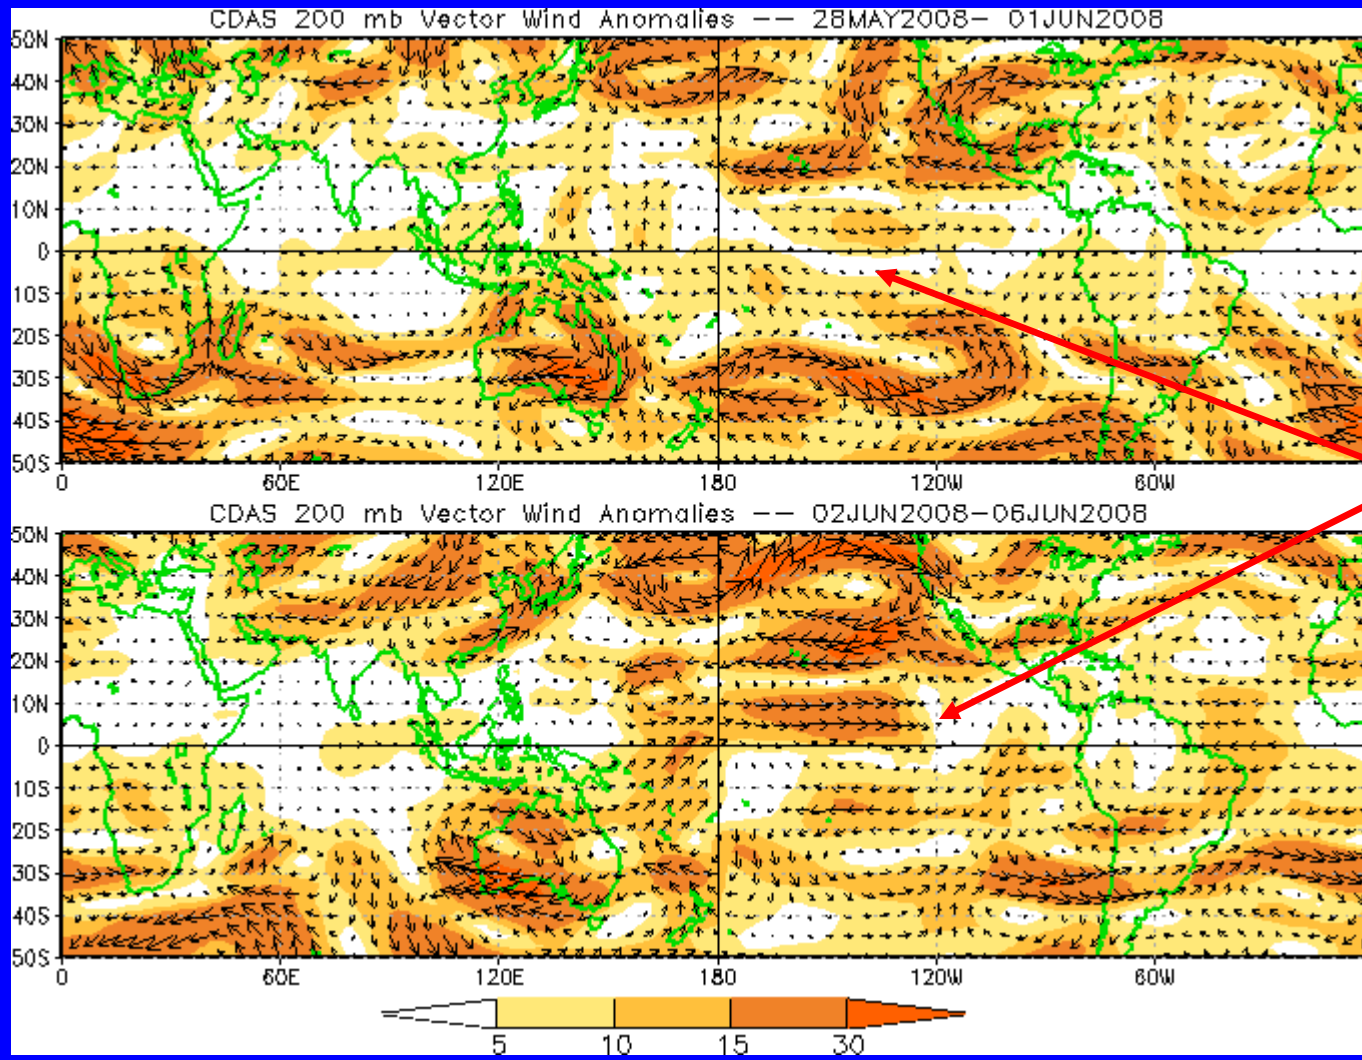 CDAS 200 mb Vector Wind Anomalies -- 28MAY2008- 01JUN2008
50N
40N
30N
20N
10N
0
10S
20S
30S
40S
50S
0 60E 120E 180 120W 60W
CDAS 200 mb Vector Wind Anomalies -- 02JUN2008-06JUN2008
50N
40N
30N
20N
10N
0
10S
20S
30S
40S
50S
0 60E 120E 180 120W 60W
5 10 15 30